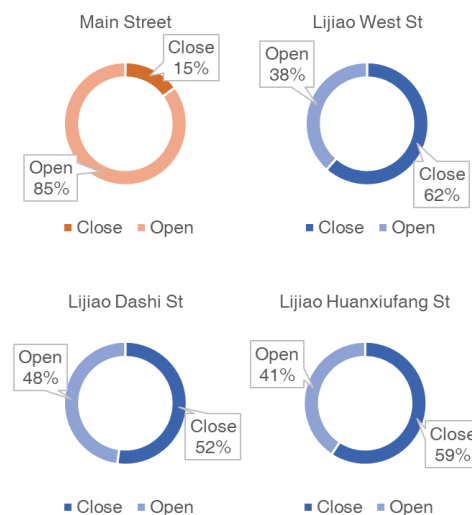 Main Street
Close
15%
Open
85%
Close Open
Lijiao West St
Open
38%
Close
62%
Close Open
Lijiao Dashi St
Open
48%
Close
52%
Close Open
Lijiao Huanxiufang St
Open
41%
Close
59%
Close Open